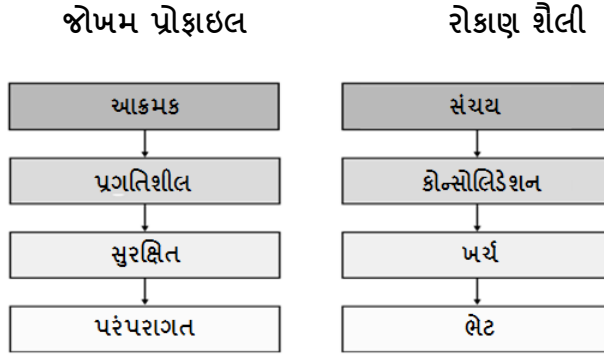 જોખમ પ્રોફાઇલ
આક્રમક
પ્રગતિશીલ
સુરક્ષિત
પરંપરાગત
રોકાણ શૈલી
સંચય
કોન્સોલિડેશન
ખર્ચ
ભેટ